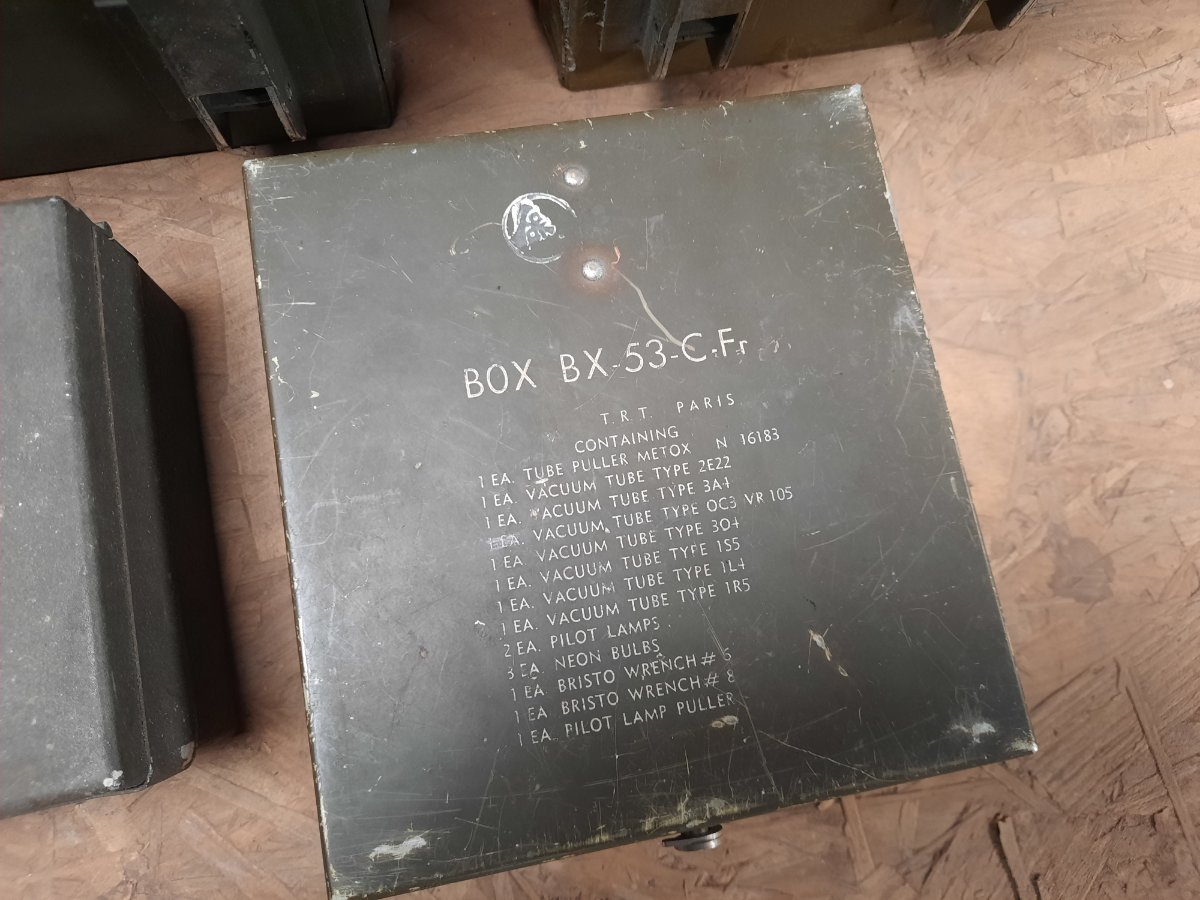 BOX BX-53-C-Fr
T.R.T. PARIS
CONTAINING
1 EA. TUBE PULLER METOX N 16183
1 EA. VACUUM TUBE TYPE 2E22
1 EA. VACUUM TUBE TYPE 3A4
1 EA. VACUUM TUBE TYPE OC3 VR 105
1 EA. VACUUM TUBE TYPE 3O4
1 EA. VACUUM TUBE TYPE 1S5
1 EA. VACUUM TUBE TYPE 1L4
1 EA. VACUUM TUBE TYPE 1R5
2 EA. PILOT LAMPS
3 EA NEON BULBS
1 EA. BRISTO WRENCH # 6
1 EA BRISTO WRENCH # 8
1 EA. PILOT LAMP PULLER